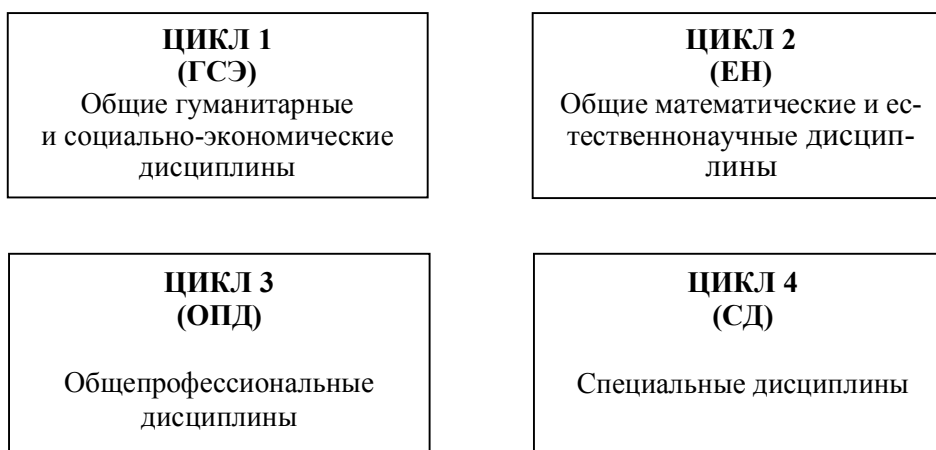 ЦИКЛ 1
(ГСЭ)
Общие гуманитарные
и социально-экономические
дисциплины
ЦИКЛ 2
(ЕН)
Общие математические и ес-
тественнонаучные дисцип-
лины
ЦИКЛ 3
(ОПД)
Общепрофессиональные
дисциплины
ЦИКЛ 4
(СД)
Специальные дисциплины